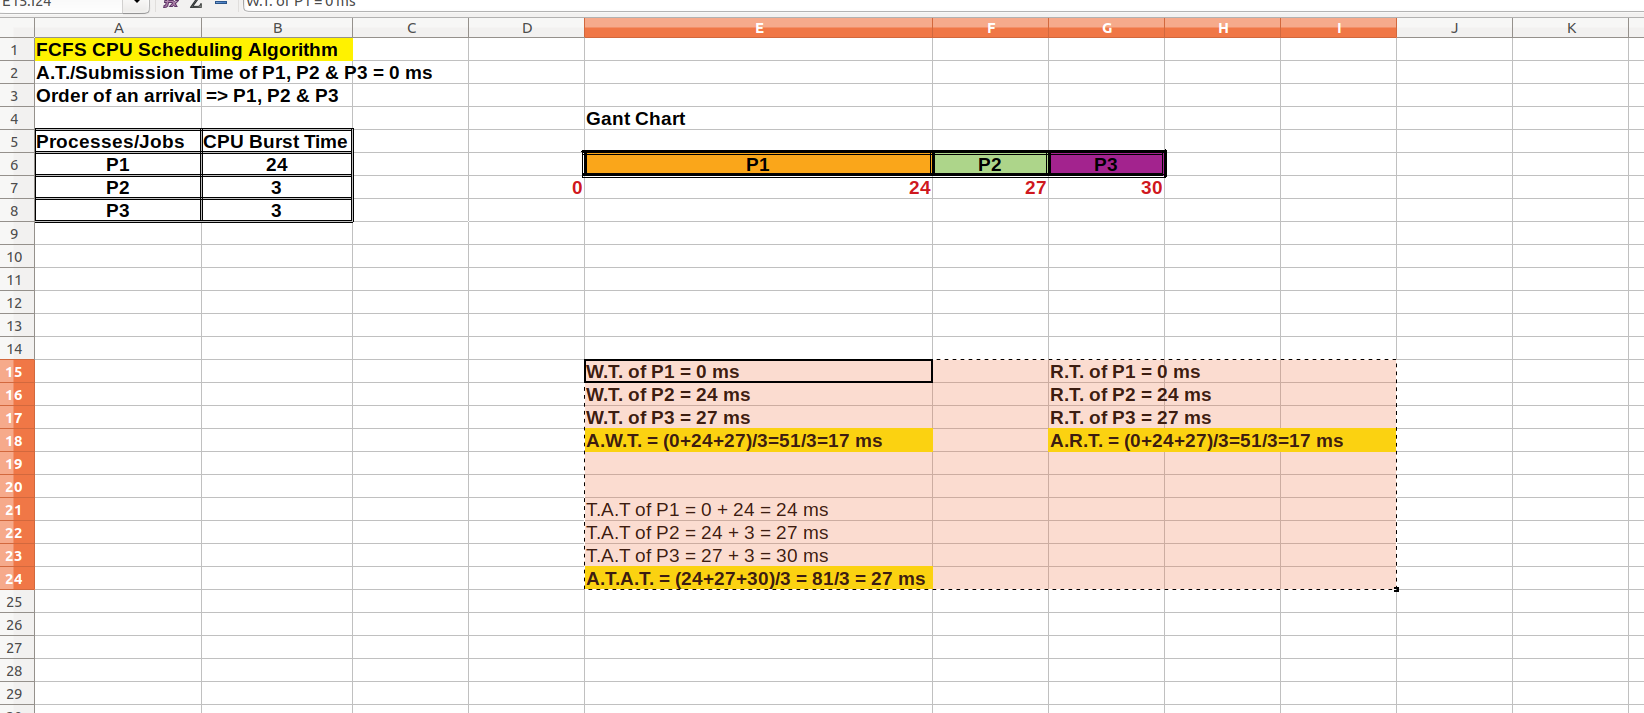 E15:I24 W.T. of P1 = 0 ms
A B C D E F G H I J K
1 FCFS CPU Scheduling Algorithm
2 A.T./Submission Time of P1, P2 & P3 = 0 ms
3 Order of an arrival => P1, P2 & P3
4 Gant Chart
5 Processes/Jobs CPU Burst Time
6 P1 24 P1 P2 P3
7 P2 3 0 24 27 30
8 P3 3
9
10
11
12
13
14
15 W.T. of P1 = 0 ms R.T. of P1 = 0 ms
16 W.T. of P2 = 24 ms R.T. of P2 = 24 ms
17 W.T. of P3 = 27 ms R.T. of P3 = 27 ms
18 A.W.T. = (0+24+27)/3=51/3=17 ms A.R.T. = (0+24+27)/3=51/3=17 ms
19
20
21 T.A.T of P1 = 0 + 24 = 24 ms
22 T.A.T of P2 = 24 + 3 = 27 ms
23 T.A.T of P3 = 27 + 3 = 30 ms
24 A.T.A.T. = (24+27+30)/3 = 81/3 = 27 ms
25
26
27
28
29